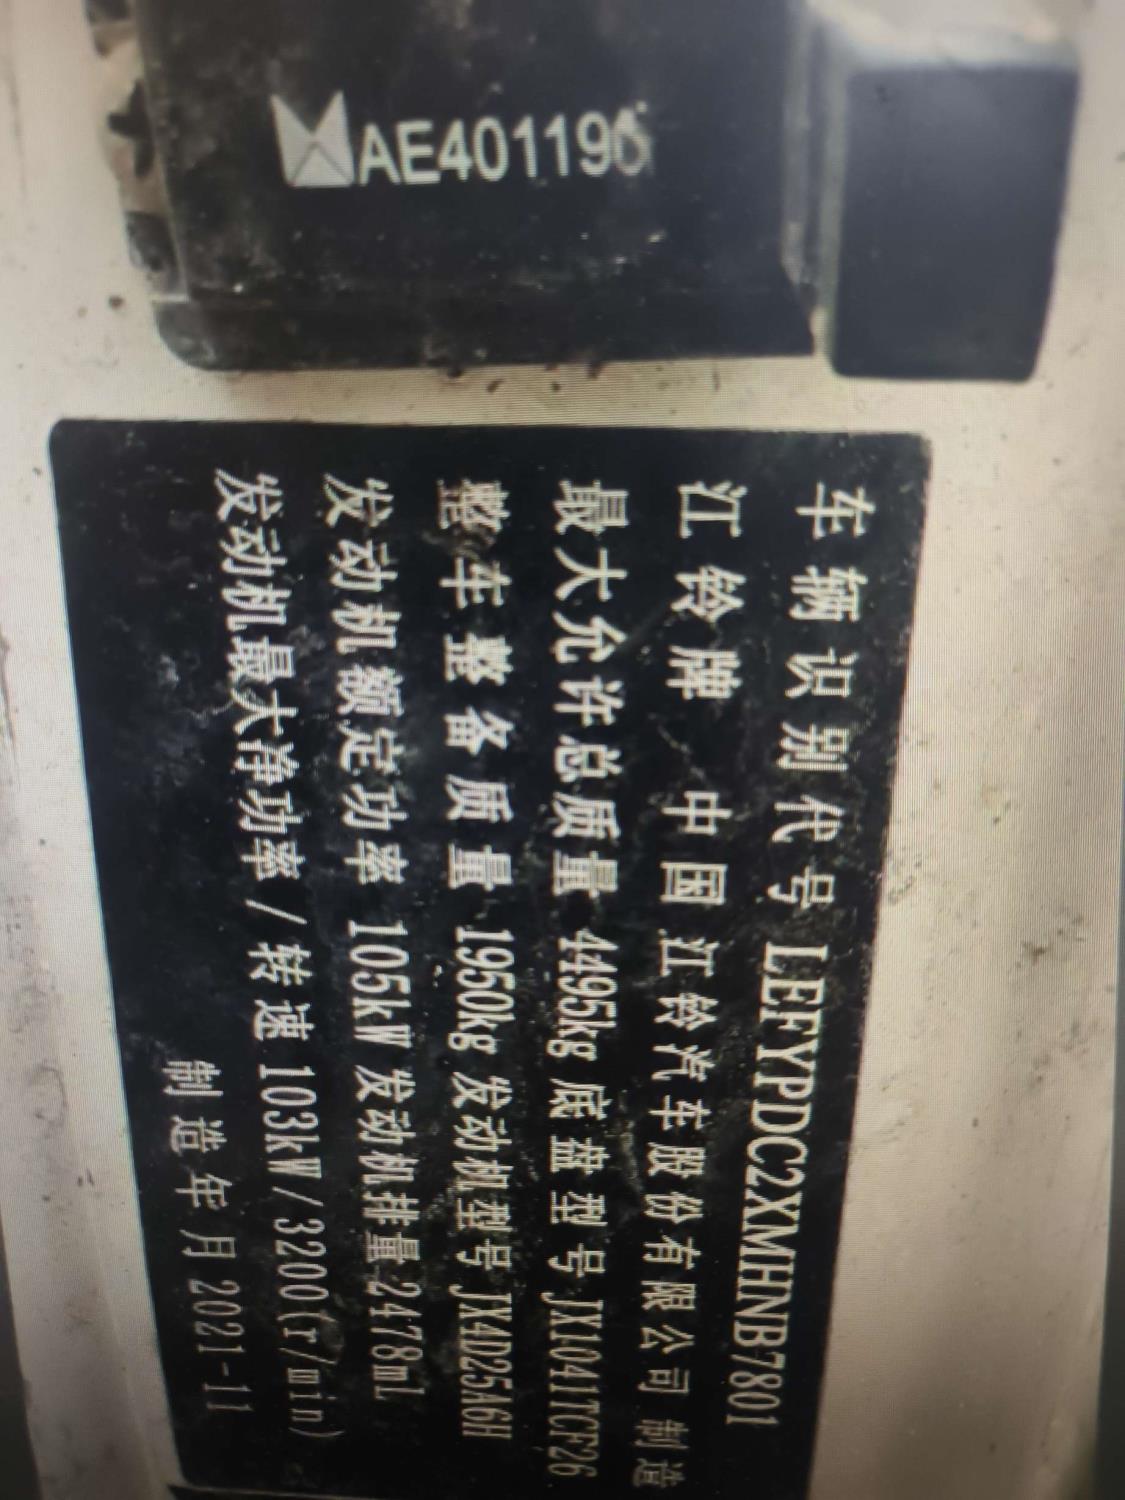 AE401196
车辆识别代号 LEFYPDC2XMHNB7801
江铃牌 中国江铃汽车股份有限公司制造
最大允许总质量 4495kg 底盘型号 JX1041TCF26
整车整备质量 1950kg 发动机型号 JX4D25A6H
发动机额定功率 105kW 发动机排量 2478mL
发动机最大净功率/转速 103kW/3200(r/min)
制造年月 2021-11